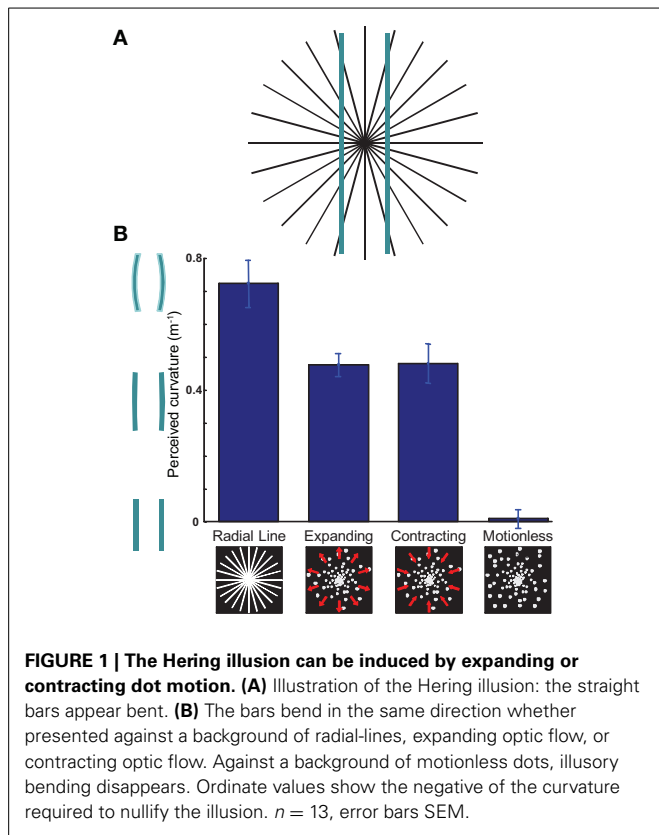 A
B
0.8
0.4
0
Perceived curvature (m⁻¹)
Radial Line Expanding Contracting Motionless
FIGURE 1 | The Hering illusion can be induced by expanding or
contracting dot motion. (A) Illustration of the Hering illusion: the straight
bars appear bent. (B) The bars bend in the same direction whether
presented against a background of radial-lines, expanding optic flow, or
contracting optic flow. Against a background of motionless dots, illusory
bending disappears. Ordinate values show the negative of the curvature
required to nullify the illusion. n = 13, error bars SEM.